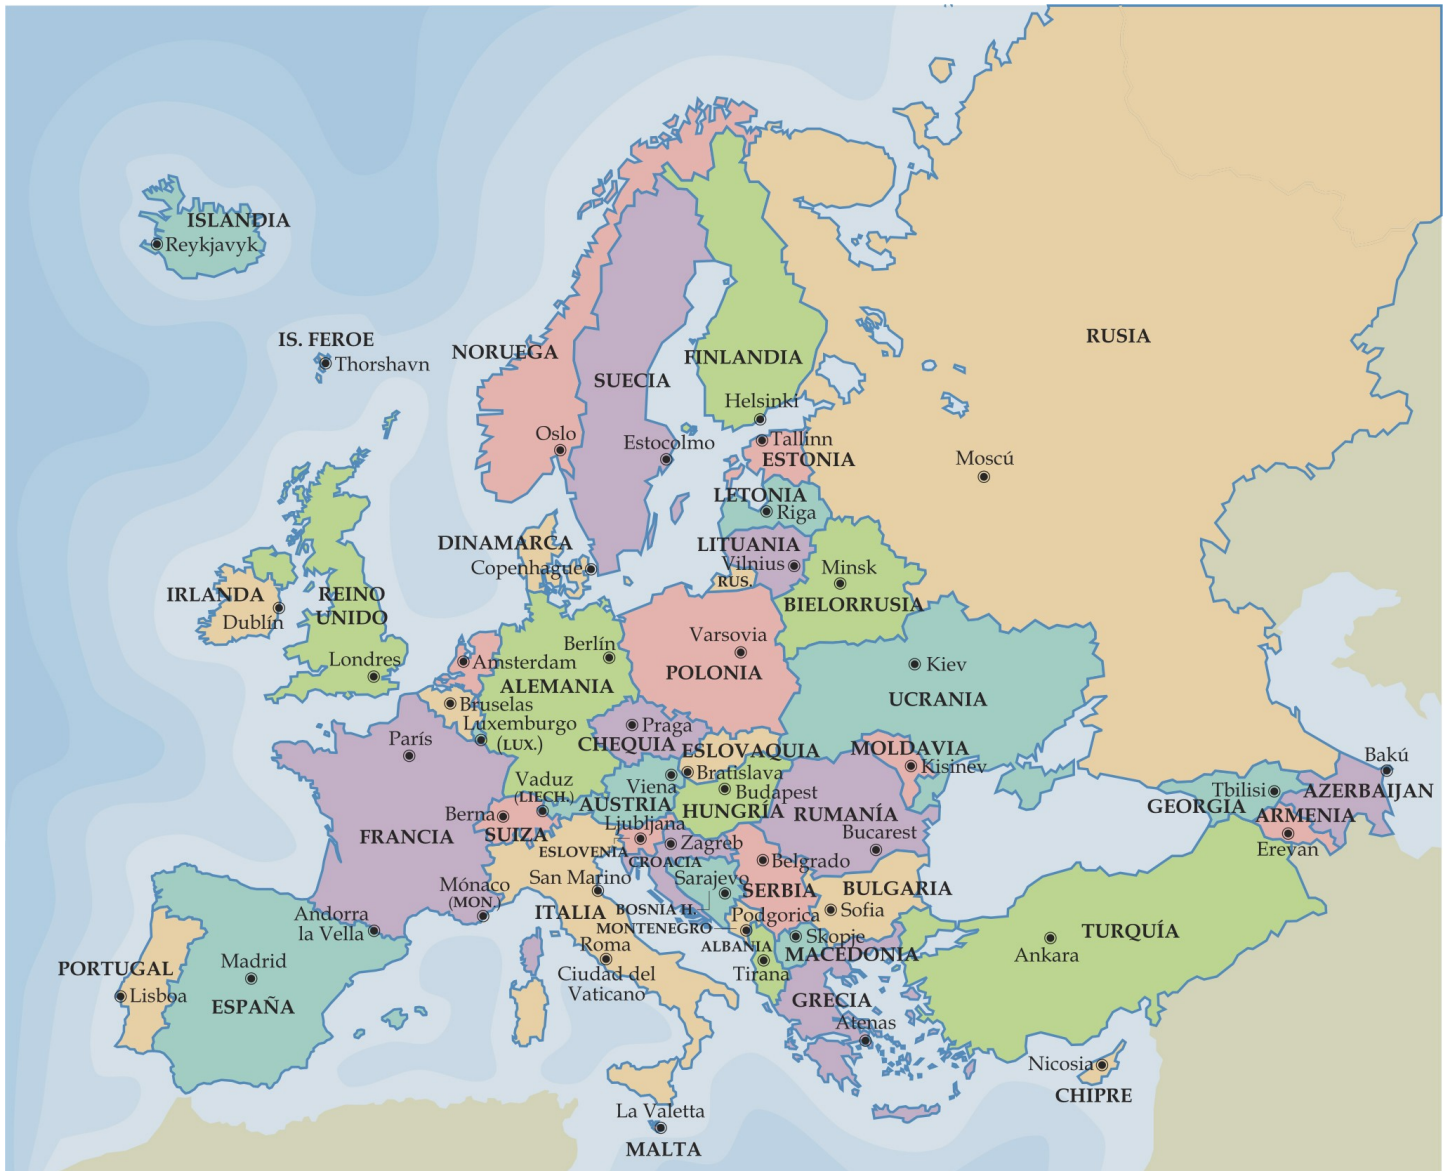 ISLANDIA
Reykjavyk
IS. FEROE
Thorshavn
NORUEGA
SUECIA
FINLANDIA
RUSIA
Helsinki
Oslo
Estocolmo
Tallinn
ESTONIA
Moscú
LETONIA
Riga
DINAMARCA
Copenhague
LITUANIA
Vilnius
RUS.
Minsk
BIELORRUSIA
IRLANDA
Dublín
REINO
UNIDO
Londres
Amsterdam
Berlín
ALEMANIA
Varsovia
POLONIA
Kiev
UCRANIA
Bruselas
Luxemburgo
(LUX.)
París
Praga
CHEQUIA
ESLOVAQUIA
Bratislava
MOLDAVIA
Kisinev
Viena
AUSTRIA
Budapest
HUNGRÍA
Vaduz
(LIECH.)
Berna
SUIZA
FRANCIA
Ljubljana
ESLOVENIA
Zagreb
CROACIA
RUMANÍA
Bucarest
Belgrado
SERBIA
Bakú
Tbilisi
GEORGIA
AZERBAIJAN
ARMENIA
Erevan
Mónaco
(MON.)
San Marino
ITALIA
Sarajevo
BOSNIA H.
MONTENEGRO
Podgorica
BULGARIA
Sofia
Andorra
la Vella
Roma
Ciudad del
Vaticano
ALBANIA
Tirana
Skopje
MACEDONIA
TURQUÍA
Ankara
PORTUGAL
Lisboa
Madrid
ESPAÑA
GRECIA
Atenas
Nicosia
CHIPRE
La Valetta
MALTA